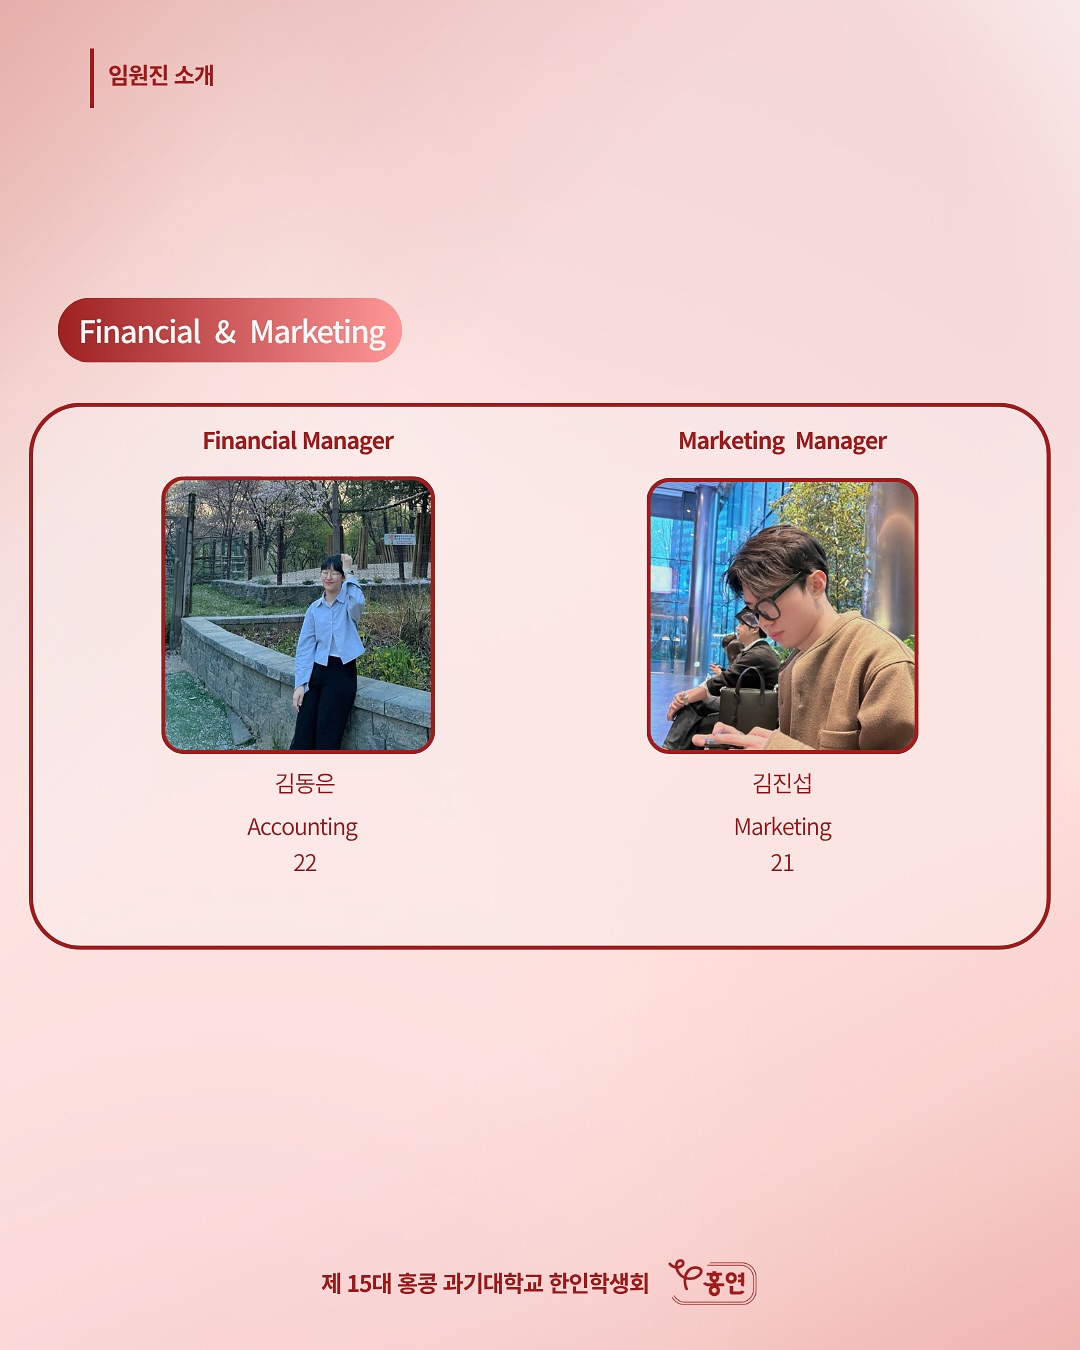 임원진 소개
Financial & Marketing
Financial Manager
Marketing Manager
김동은
Accounting
22
김진섭
Marketing
21
제 15대 홍콩 과기대학교 한인학생회
홍연